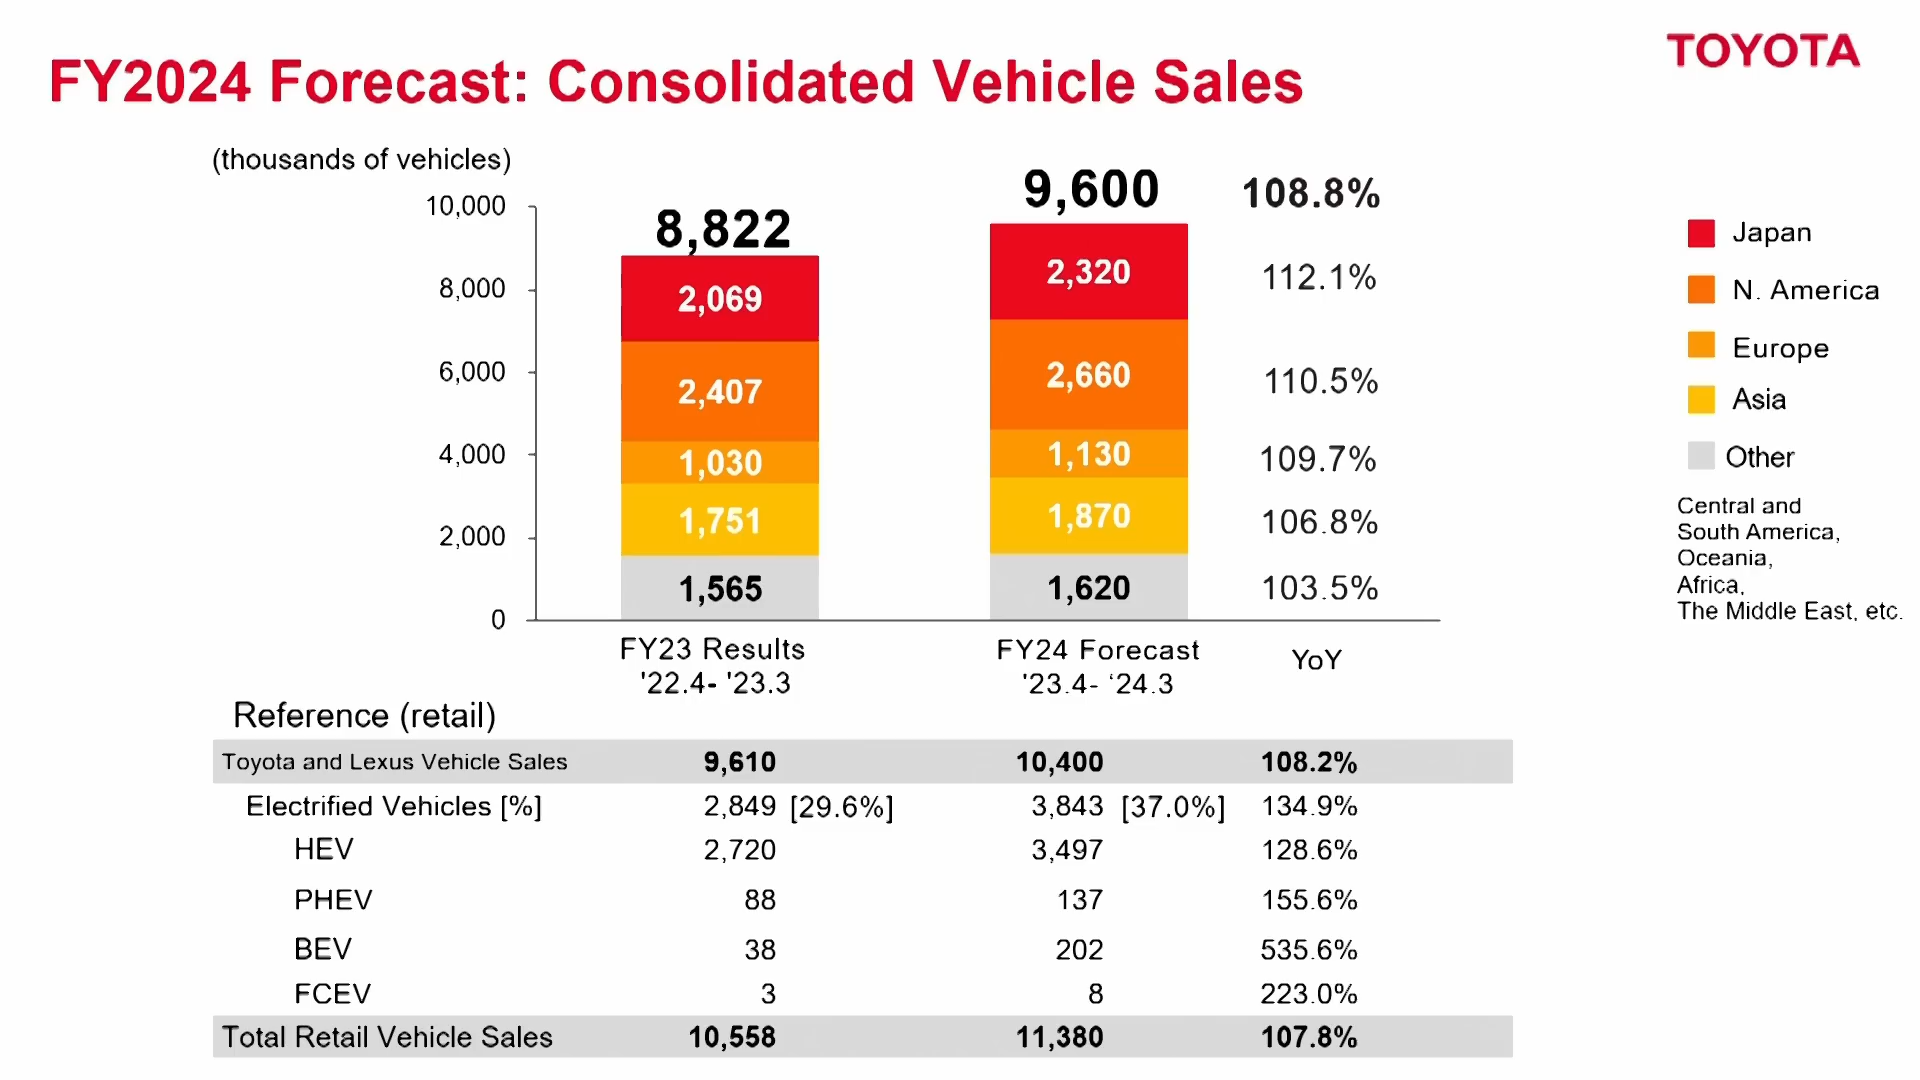 TOYOTA
FY2024 Forecast: Consolidated Vehicle Sales
(thousands of vehicles)
10,000
8,000
6,000
4,000
2,000
0
8,822
2,069
2,407
1,030
1,751
1,565
9,600
2,320
2,660
1,130
1,870
1,620
108.8%
112.1%
110.5%
109.7%
106.8%
103.5%
Japan
N. America
Europe
Asia
Other
Central and
South America,
Oceania,
Africa,
The Middle East, etc.
FY23 Results
'22.4- '23.3
FY24 Forecast
'23.4- ‘24.3
YoY
Reference (retail)
Toyota and Lexus Vehicle Sales 9,610 10,400 108.2%
Electrified Vehicles [%] 2,849 [29.6%] 3,843 [37.0%] 134.9%
HEV 2,720 3,497 128.6%
PHEV 88 137 155.6%
BEV 38 202 535.6%
FCEV 3 8 223.0%
Total Retail Vehicle Sales 10,558 11,380 107.8%